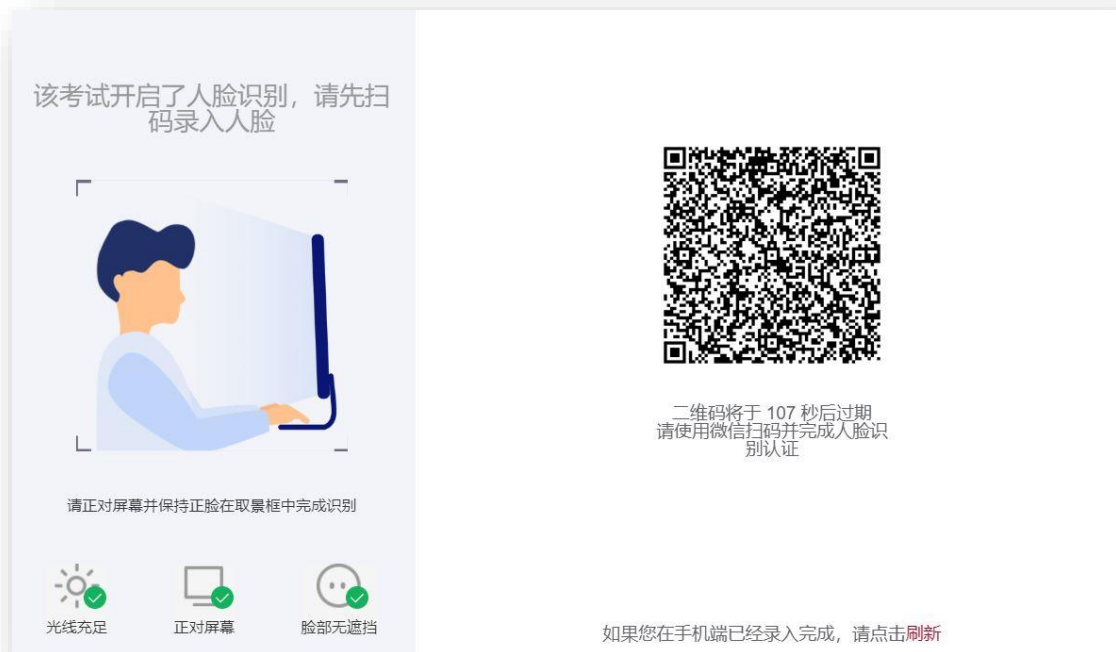 该考试开启了人脸识别，请先扫
码录入人脸
请正对屏幕并保持正脸在取景框中完成识别
光线充足
正对屏幕
脸部无遮挡
二维码将于 107 秒后过期
请使用微信扫码并完成人脸识
别认证
如果您在手机端已经录入完成，请点击刷新